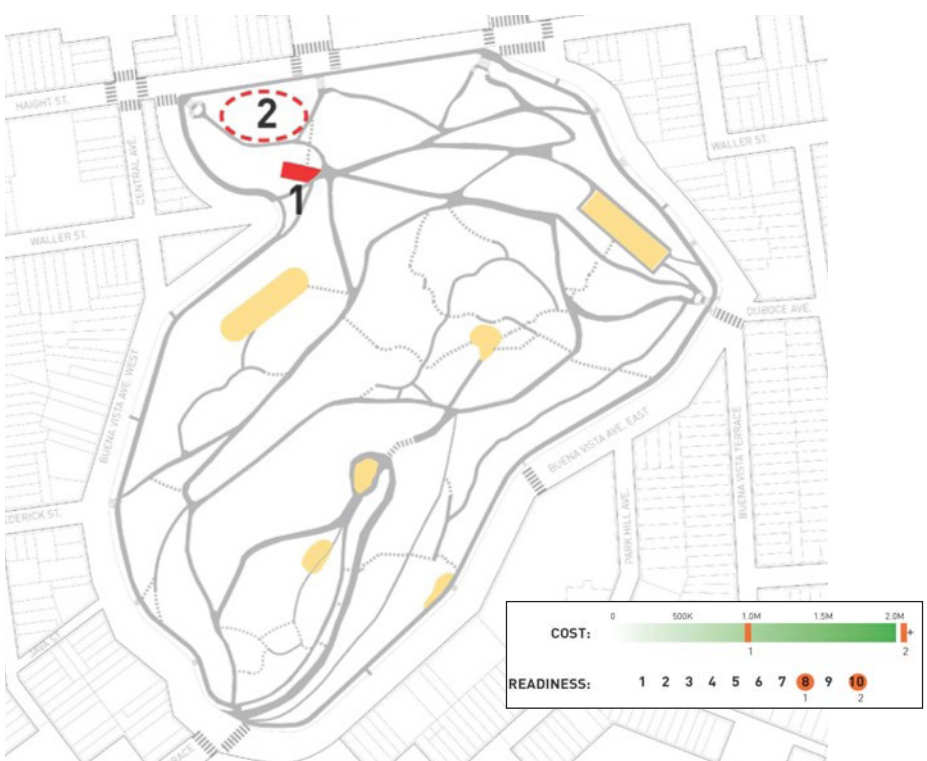 HAIGHT ST.
2
CENTRAL AVE.
WALLER ST.
1
WALLER ST.
DUBOCE AVE.
BUENA VISTA AVE. WEST
BUENA VISTA AVE. EAST
BUENA VISTA TERRACE
PARK HILL AVE.
DERICK ST.
RACE
0 500K 1.0M 1.5M 2.0M
COST: +
1 2
READINESS: 1 2 3 4 5 6 7 8 9 10
1 2